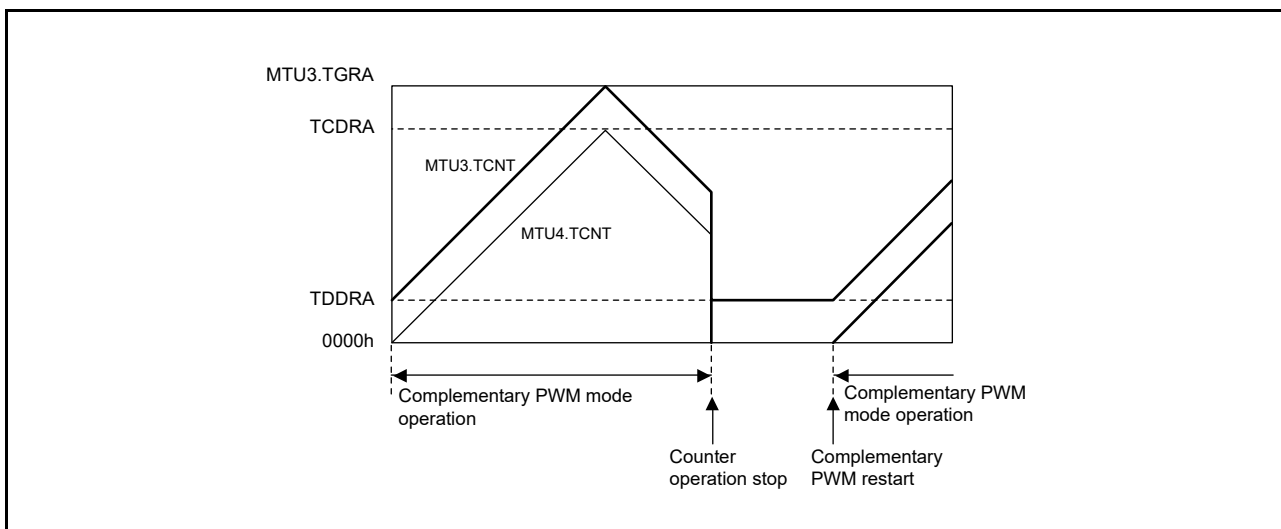 MTU3.TGRA
TCDRA
MTU3.TCNT
MTU4.TCNT
TDDRA
0000h
Complementary PWM mode
operation
Complementary PWM
mode operation
Counter
operation stop
Complementary
PWM restart